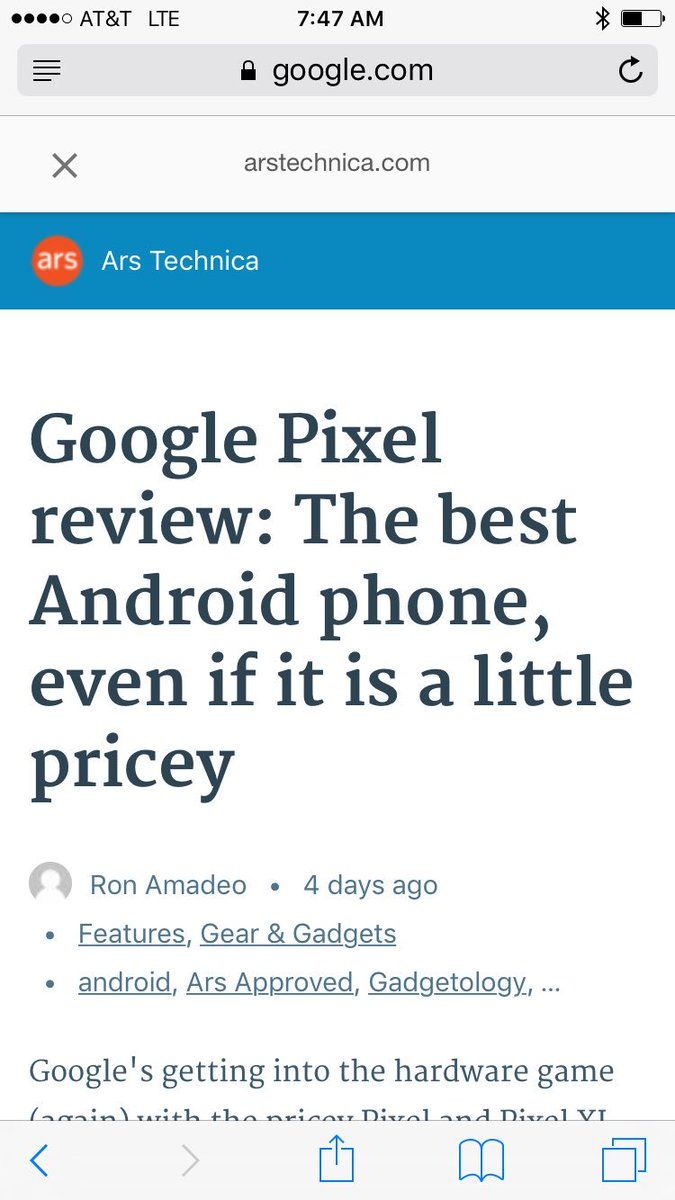 AT&T LTE 7:47 AM
google.com
arstechnica.com
ars Ars Technica
Google Pixel
review: The best
Android phone,
even if it is a little
pricey
Ron Amadeo • 4 days ago
• Features, Gear & Gadgets
• android, Ars Approved, Gadgetology, ...
Google's getting into the hardware game
(again) with the pricey Pixel and Pixel XL